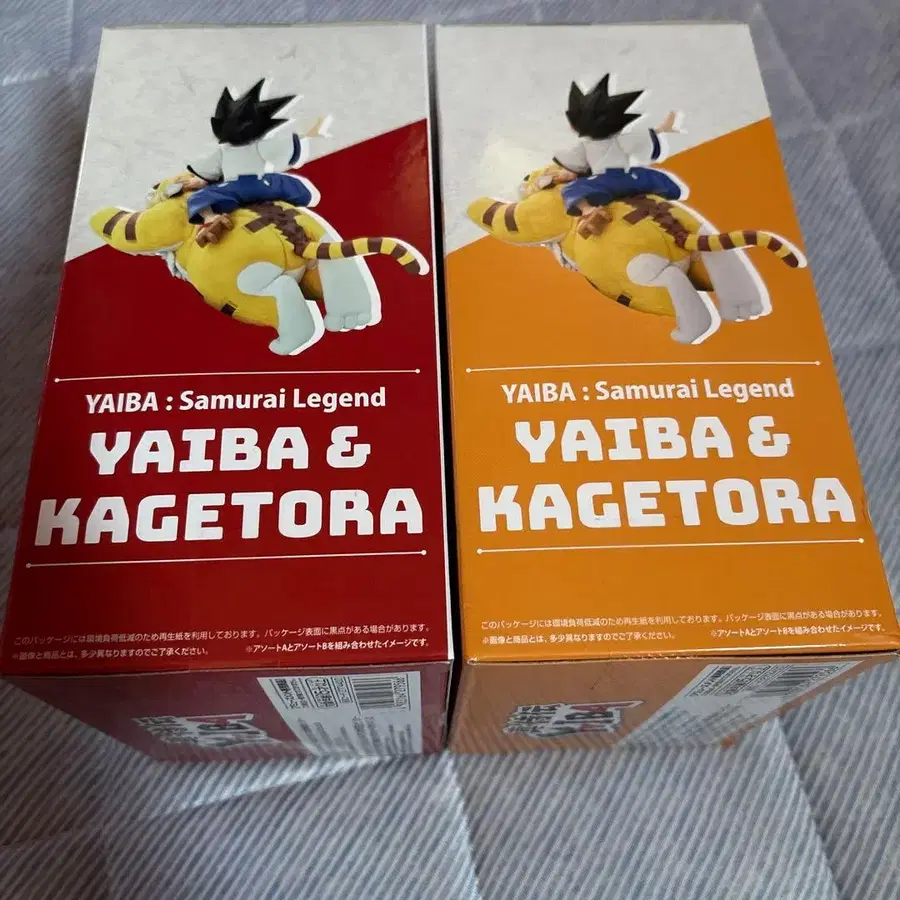 YAIBA : Samurai Legend
YAIBA &
KAGETORA
このパッケージには環境負荷低減のため再生紙を利用しております。パッケージ表面に黒点がある場合があります。
※画像と商品とは、多少異なりますのでご了承ください。 ※アソートAとアソートBを組み合わせたイメージです。
YAIBA : Samurai Legend
YAIBA &
KAGETORA
このパッケージには環境負荷低減のため再生紙を利用しております。パッケージ表面に黒点がある場合があります。
※画像と商品とは、多少異なりますのでご了承ください。 ※アソートAとアソートBを組み合わせたイメージです。